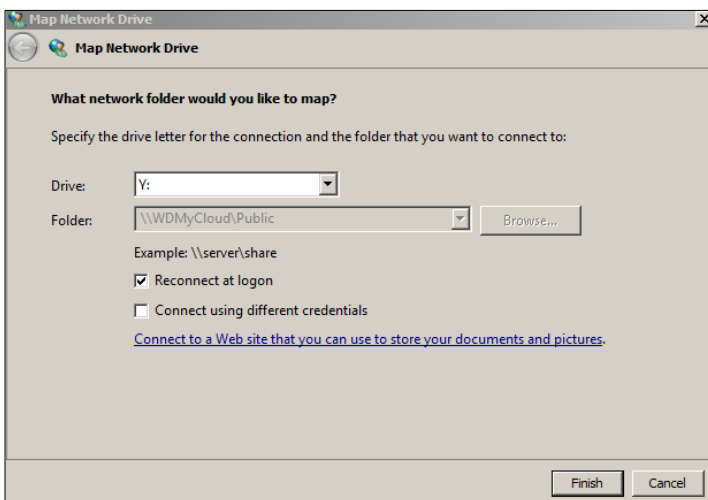 Map Network Drive
Map Network Drive
What network folder would you like to map?
Specify the drive letter for the connection and the folder that you want to connect to:
Drive: Y:
Folder: \\WDMyCloud\Public Browse...
Example: \\server\share
Reconnect at logon
Connect using different credentials
Connect to a Web site that you can use to store your documents and pictures.
Finish Cancel